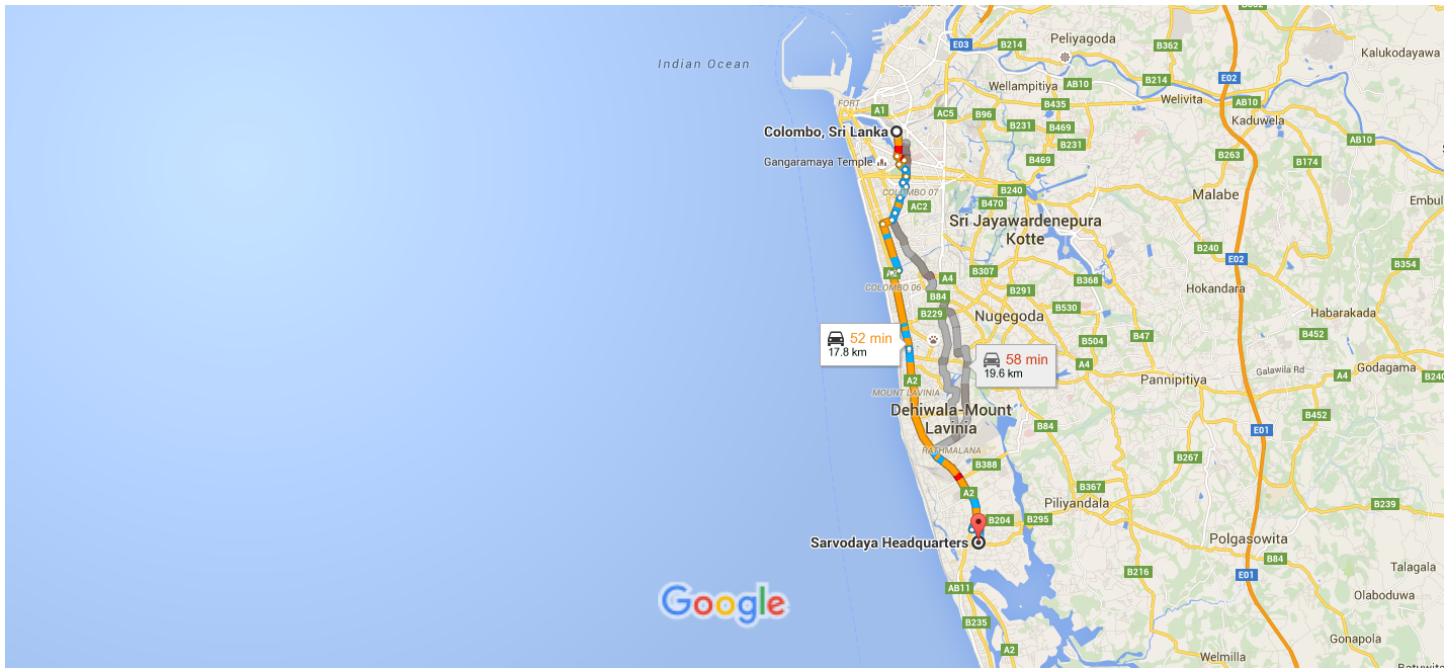 E03
B214
Peliyagoda
B362
Kalukodayawa
Indian Ocean
E02
B214
AB10
Wellampitiya
Welivita
FORT
A1
AC5
B96
B435
AB10
Kaduwela
Colombo, Sri Lanka
B231
B469
B231
AB10
Gangaramaya Temple
B469
B263
B174
COLOMBO 07
B240
Malabe
Embul
AC2
B470
Sri Jayawardenepura
Kotte
B240
E02
B354
B307
A4
B368
COLOMBO 06
B84
B291
Hokandara
B530
Habarakada
B229
Nugegoda
52 min
17.8 km
B504
B47
B452
58 min
19.6 km
A4
Galawila Rd
A4
Godagama
A2
Pannipitiya
B240
MOUNT LAVINIA
Dehiwala-Mount
Lavinia
B452
B84
E01
RATHMALANA
B388
B267
B367
A2
Piliyandala
B239
B204
B295
Sarvodaya Headquarters
Polgasowita
B84
B216
E01
Talagala
AB11
Olaboduwa
Google
B235
Gonapola
A2
Welmilla